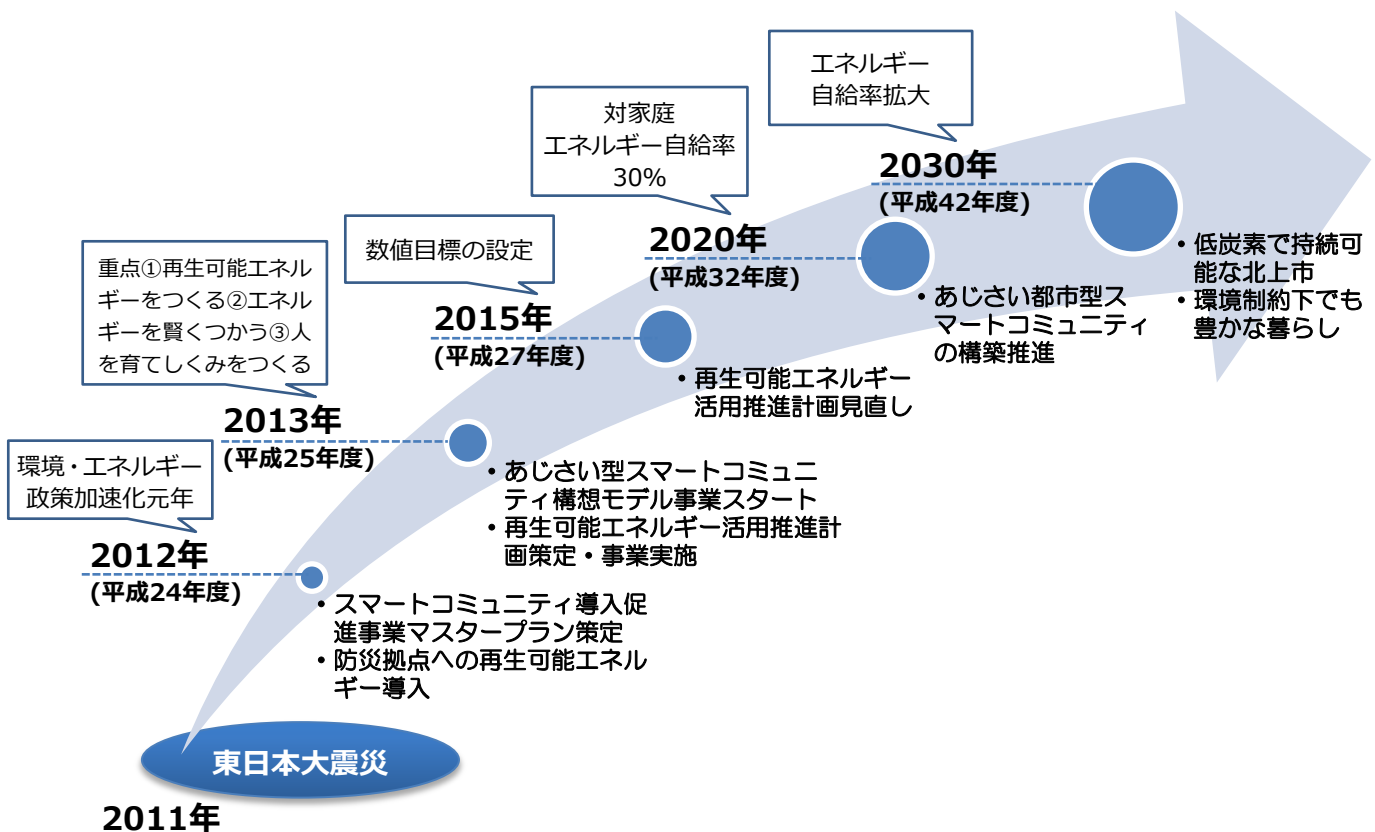 エネルギー
自給率拡大
対家庭
エネルギー自給率
30%
2030年
(平成42年度)
数値目標の設定
2020年
(平成32年度)
・低炭素で持続可
能な北上市
・環境制約下でも
豊かな暮らし
重点①再生可能エネル
ギーをつくる②エネル
ギーを賢くつかう③人
を育てしくみをつくる
2015年
(平成27年度)
・あじさい都市型ス
マートコミュニティ
の構築推進
・再生可能エネルギー
活用推進計画見直し
2013年
(平成25年度)
環境・エネルギー
政策加速化元年
・あじさい型スマートコミュニ
ティ構想モデル事業スタート
・再生可能エネルギー活用推進計
画策定・事業実施
2012年
(平成24年度)
・スマートコミュニティ導入促
進事業マスタープラン策定
・防災拠点への再生可能エネル
ギー導入
東日本大震災
2011年